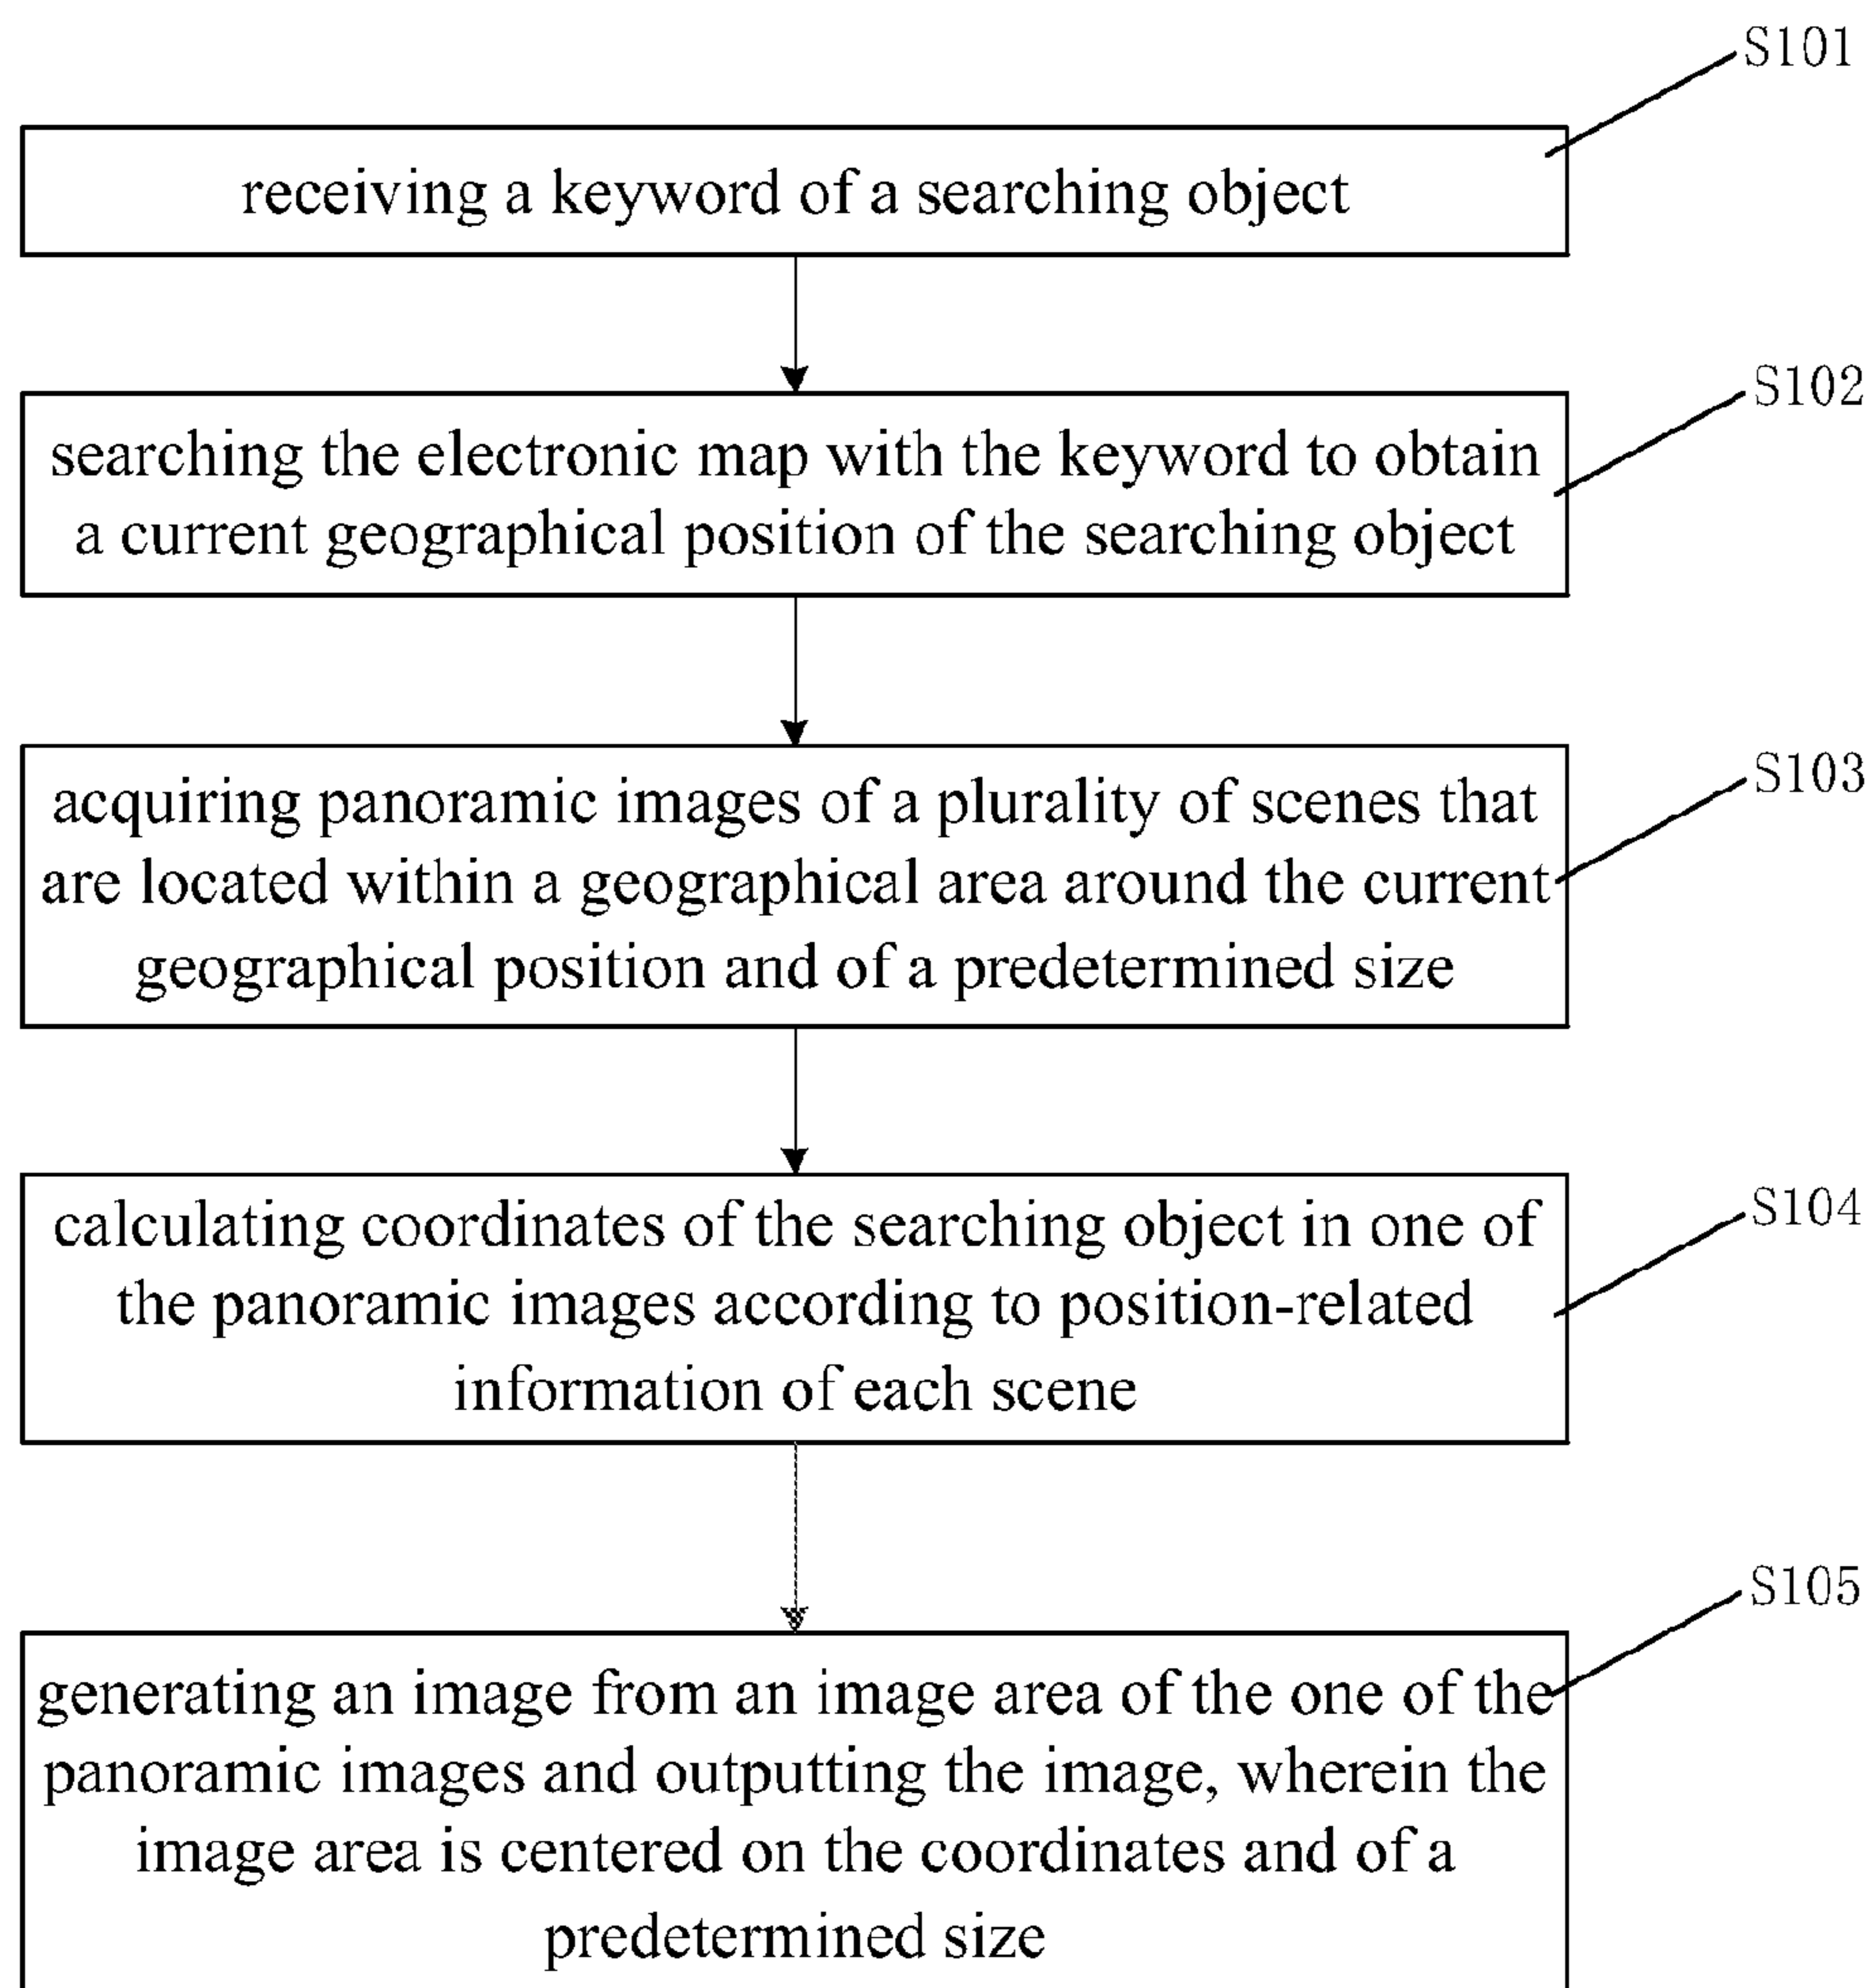 S101
receiving a keyword of a searching object
S102
searching the electronic map with the keyword to obtain
a current geographical position of the searching object
S103
acquiring panoramic images of a plurality of scenes that
are located within a geographical area around the current
geographical position and of a predetermined size
S104
calculating coordinates of the searching object in one of
the panoramic images according to position-related
information of each scene
S105
generating an image from an image area of the one of the
panoramic images and outputting the image, wherein the
image area is centered on the coordinates and of a
predetermined size